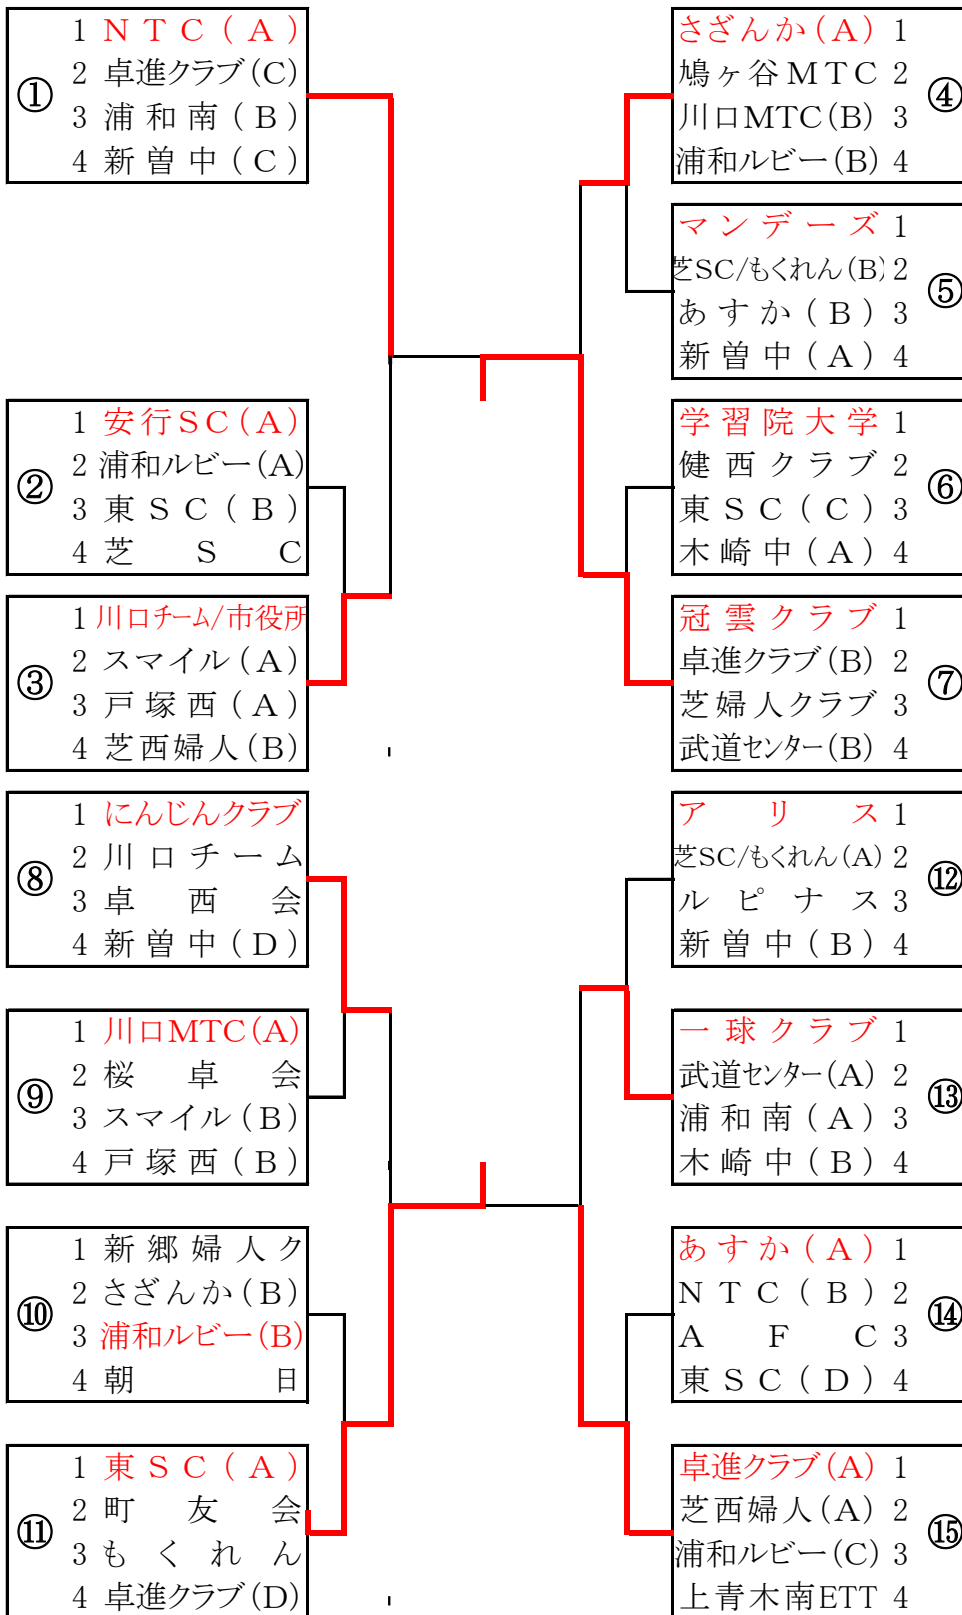 ①
1 NTC(A)
2 卓進クラブ(C)
3 浦和南(B)
4 新曽中(C)
②
1 安行SC(A)
2 浦和ルビー(A)
3 東SC(B)
4 芝SC
③
1 川口チーム/市役所
2 スマイル(A)
3 戸塚西(A)
4 芝西婦人(B)
⑧
1 にんじんクラブ
2 川口チーム
3 卓西会
4 新曽中(D)
⑨
1 川口MTC(A)
2 桜卓会
3 スマイル(B)
4 戸塚西(B)
⑩
1 新郷婦人ク
2 さざんか(B)
3 浦和ルビー(B)
4 朝日
⑪
1 東SC(A)
2 町友会
3 もくれん
4 卓進クラブ(D)
さざんか(A) 1
鳩ヶ谷MTC 2
川口MTC(B) 3
浦和ルビー(B) 4
④
マンデーズ 1
芝SC/もくれん(B) 2
あすか(B) 3
新曽中(A) 4
⑤
学習院大学 1
健西クラブ 2
東SC(C) 3
木崎中(A) 4
⑥
冠雲クラブ 1
卓進クラブ(B) 2
芝婦人クラブ 3
武道センター(B) 4
⑦
アリス 1
芝SC/もくれん(A) 2
ルピナス 3
新曽中(B) 4
⑫
一球クラブ 1
武道センター(A) 2
浦和南(A) 3
木崎中(B) 4
⑬
あすか(A) 1
NTC(B) 2
AFC 3
東SC(D) 4
⑭
卓進クラブ(A) 1
芝西婦人(A) 2
浦和ルビー(C) 3
上青木南ETT 4
⑮